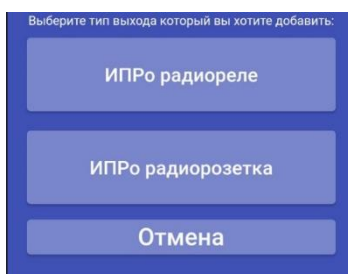 Выберите тип выхода который вы хотите добавить:
ИПРо радиореле
ИПРо радиорозетка
Отмена